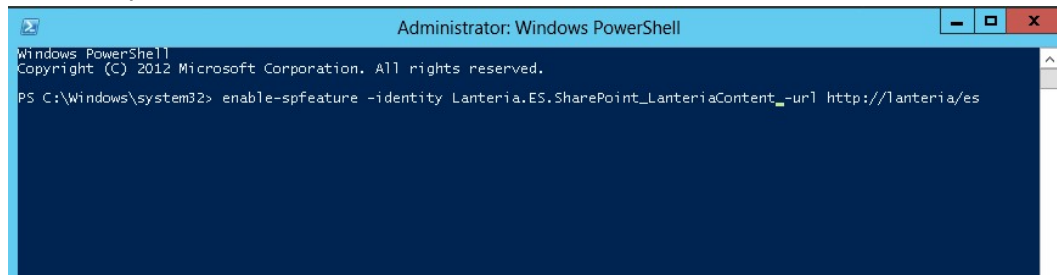 Administrator: Windows PowerShell
Windows PowerShell
Copyright (C) 2012 Microsoft Corporation. All rights reserved.
PS C:\Windows\system32> enable-spfeature -identity Lanteria.ES.SharePoint_LanteriaContent -url http://lanteria/es